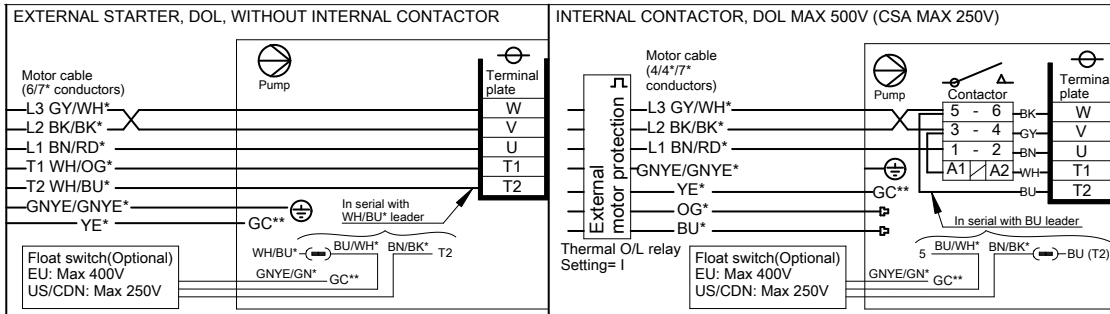 EXTERNAL STARTER, DOL, WITHOUT INTERNAL CONTACTOR
Motor cable
(6/7* conductors)
Pump
Terminal
plate
L3 GY/WH*
W
L2 BK/BK*
V
L1 BN/RD*
U
T1 WH/OG*
T1
T2 WH/BU*
T2
GNYE/GNYE*
YE*
GC**
In serial with
WH/BU* leader
WH/BU*
BU/WH*
BN/BK*
T2
GNYE/GN*
GC**
Float switch(Optional)
EU: Max 400V
US/CDN: Max 250V
INTERNAL CONTACTOR, DOL MAX 500V (CSA MAX 250V)
Motor cable
(4/4*/7*
conductors)
External
motor protection
Thermal O/L relay
Setting= I
Pump
Contactor
Terminal
plate
L3 GY/WH*
5 - 6
BK
W
L2 BK/BK*
3 - 4
GY
V
L1 BN/RD*
1 - 2
BN
U
GNYE/GNYE*
A1
A2
WH
T1
YE*
GC**
BU
T2
OG*
BU*
In serial with BU leader
5
BU/WH*
BN/BK*
BU (T2)
GNYE/GN*
GC**
Float switch(Optional)
EU: Max 400V
US/CDN: Max 250V